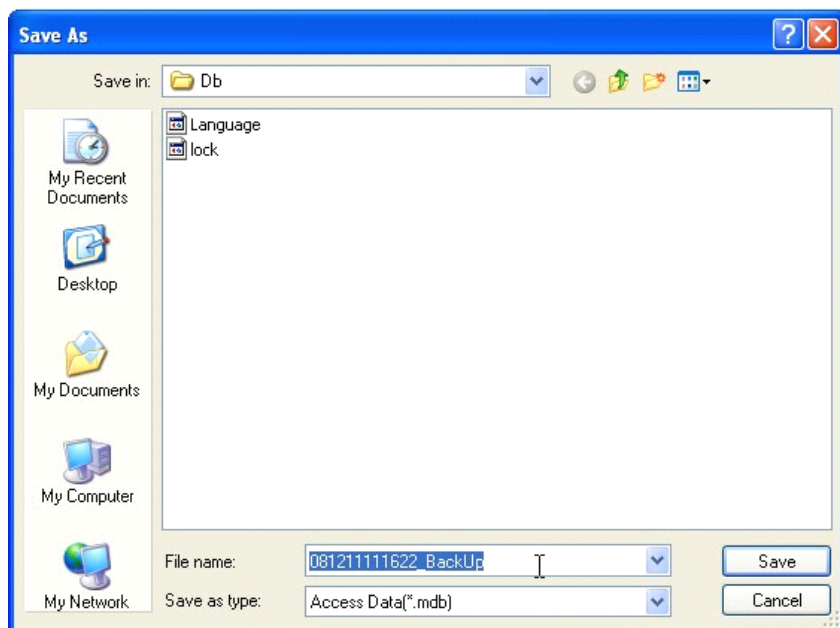 Save As
Save in:
Db
My Recent
Documents
Desktop
My Documents
My Computer
My Network
Language
lock
File name:
081211111622_BackUp
Save
Save as type:
Access Data(*.mdb)
Cancel